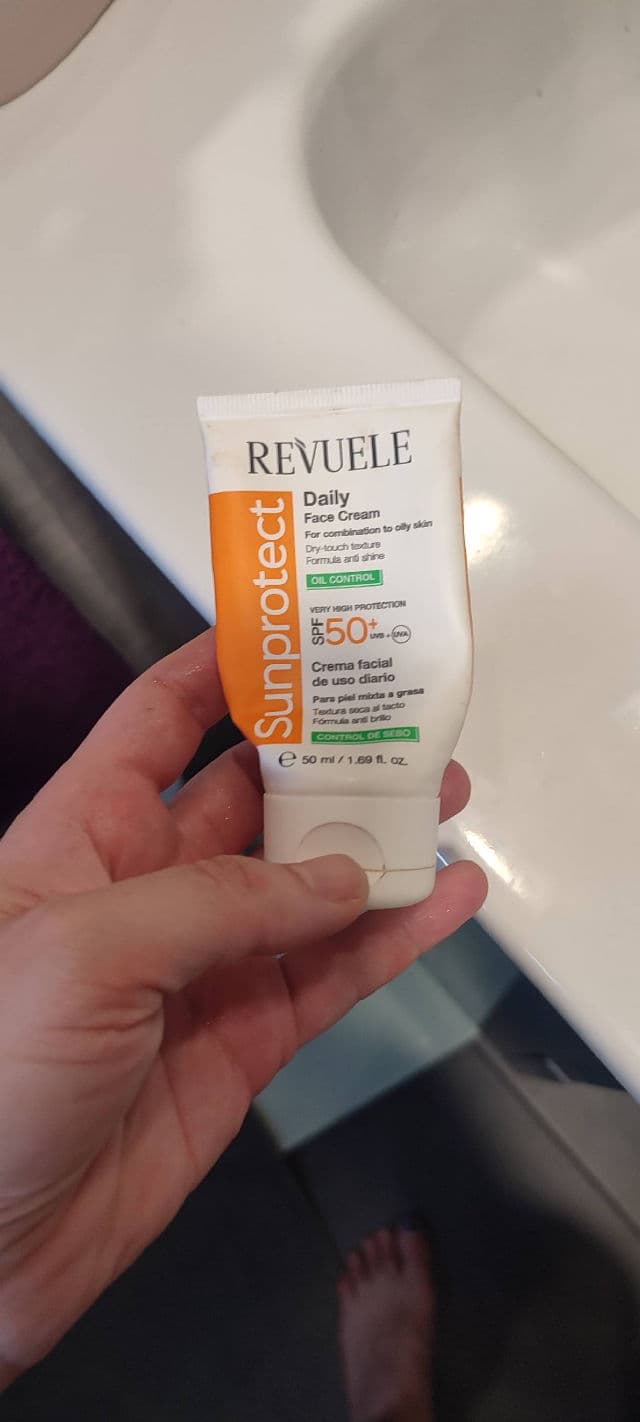 REVUELE
Sunprotect
Daily
Face Cream
For combination to oily skin
Dry-touch texture
Formula anti shine
OIL CONTROL
VERY HIGH PROTECTION
SPF 50+ UVB + UVA
Crema facial
de uso diario
Para piel mixta a grasa
Textura seca al tacto
Fórmula anti brillo
CONTROL DE SEBO
e 50 ml / 1.69 fl. oz.